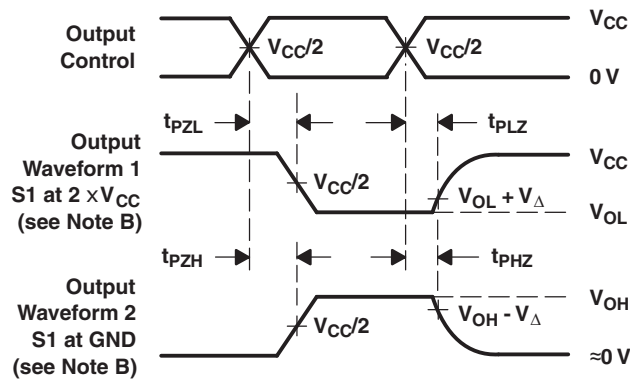 Output
Control
V_CC/2
V_CC/2
V_CC
0 V
t_PZL
t_PLZ
Output
Waveform 1
S1 at 2 × V_CC
(see Note B)
V_CC/2
V_OL + V_Δ
V_CC
V_OL
t_PZH
t_PHZ
Output
Waveform 2
S1 at GND
(see Note B)
V_CC/2
V_OH - V_Δ
V_OH
≈0 V